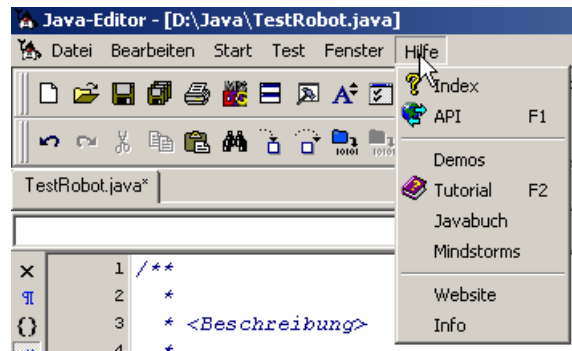 Java-Editor - [D:\Java\TestRobot.java]
Datei Bearbeiten Start Test Fenster Hilfe
Index
API F1
Demos
Tutorial F2
Javabuch
Mindstorms
Website
Info
TestRobot.java*
1 /**
2 *
3 * <Beschreibung>
4 *